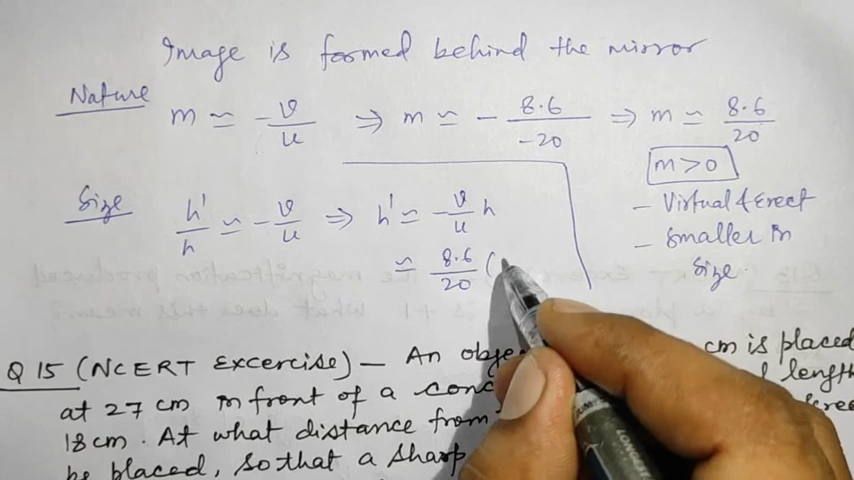 Image is formed behind the mirror
Nature m ≃ -v/u ⇒ m ≃ - 8.6/-20 ⇒ m ≃ 8.6/20
m>0
- Virtual & Erect
- Smaller in
size.
Size h'/h ≃ -v/u ⇒ h' ≃ -v/u h
≃ 8.6/20 (
Q 15 (NCERT Excercise) - An obje cm is placed
at 27 cm in front of a conc length
18 cm. At what distance from
be placed, so that a sharp